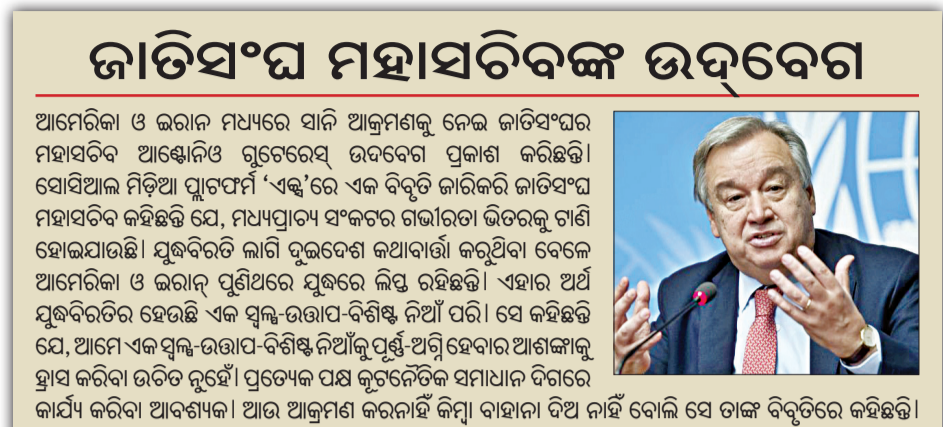 ଜାତିସଂଘ ମହାସଚିବଙ୍କ ଉଦ୍‌ବେଗ
ଆମେରିକା ଓ ଇରାନ ମଧ୍ୟରେ ସାନି ଆକ୍ରମଣକୁ ନେଇ ଜାତିସଂଘର
ମହାସଚିବ ଆଣ୍ଟୋନିଓ ଗୁଟେରେସ୍ ଉଦବେଗ ପ୍ରକାଶ କରିଛନ୍ତି।
ସୋସିଆଲ ମିଡ଼ିଆ ପ୍ଲାଟଫର୍ମ ‘ଏକ୍ସ’ରେ ଏକ ବିବୃତି ଜାରିକରି ଜାତିସଂଘ
ମହାସଚିବ କହିଛନ୍ତି ଯେ, ମଧ୍ୟପ୍ରାଚ୍ୟ ସଂକଟର ଗଭୀରତା ଭିତରକୁ ଟାଣି
ହୋଇଯାଉଛି। ଯୁଦ୍ଧବିରତି ଲାଗି ଦୁଇଦେଶ କଥାବାର୍ତ୍ତା କରୁଥିବା ବେଳେ
ଆମେରିକା ଓ ଇରାନ୍ ପୁଣିଥରେ ଯୁଦ୍ଧରେ ଲିପ୍ତ ରହିଛନ୍ତି। ଏହାର ଅର୍ଥ
ଯୁଦ୍ଧବିରତିର ହେଉଛି ଏକ ସ୍ୱଳ୍ପ-ଉତ୍ତାପ-ବିଶିଷ୍ଟ ନିଆଁ ପରି। ସେ କହିଛନ୍ତି
ଯେ, ଆମେ ଏକ ସ୍ୱଳ୍ପ-ଉତ୍ତାପ-ବିଶିଷ୍ଟ ନିଆଁକୁ ପୂର୍ଣ୍ଣ-ଅଗ୍ନି ହେବାର ଆଶଙ୍କାକୁ
ହ୍ରାସ କରିବା ଉଚିତ ନୁହେଁ। ପ୍ରତ୍ୟେକ ପକ୍ଷ କୂଟନୈତିକ ସମାଧାନ ଦିଗରେ
କାର୍ଯ୍ୟ କରିବା ଆବଶ୍ୟକ। ଆଉ ଆକ୍ରମଣ କରନାହିଁ କିମ୍ବା ବାହାନା ଦିଅ ନାହିଁ ବୋଲି ସେ ତାଙ୍କ ବିବୃତିରେ କହିଛନ୍ତି।